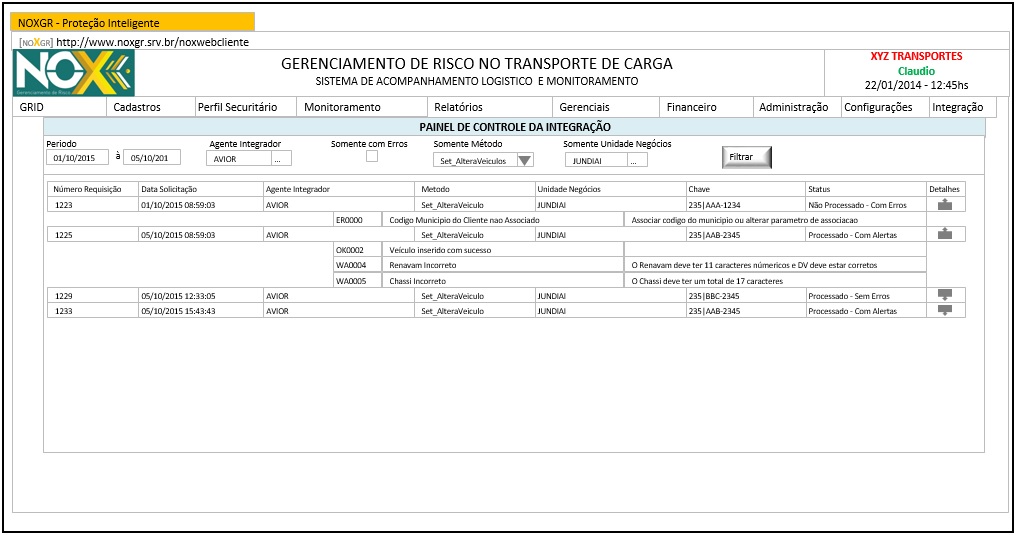 NOXGR - Proteção Inteligente
[NOXGR] http://www.noxgr.srv.br/noxwebcliente
NOX
Gerenciamento de Risco
GERENCIAMENTO DE RISCO NO TRANSPORTE DE CARGA
SISTEMA DE ACOMPANHAMENTO LOGISTICO E MONITORAMENTO
XYZ TRANSPORTES
Claudio
22/01/2014 - 12:45hs
GRID Cadastros Perfil Securitário Monitoramento Relatórios Gerenciais Financeiro Administração Configurações Integração
PAINEL DE CONTROLE DA INTEGRAÇÃO
Periodo Agente Integrador Somente com Erros Somente Método Somente Unidade Negócios
01/10/2015 à 05/10/201 AVIOR ... Set_AlteraVeiculos JUNDIAI ... Filtrar
Número Requisição Data Solicitação Agente Integrador Metodo Unidade Negócios Chave Status Detalhes
1223 01/10/2015 08:59:03 AVIOR Set_AlteraVeiculo JUNDIAI 235|AAA-1234 Não Processado - Com Erros
ER0000 Codigo Municipio do Cliente nao Associado Associar codigo do municipio ou alterar parametro de associacao
1225 05/10/2015 08:59:03 AVIOR Set_AlteraVeiculo JUNDIAI 235|AAB-2345 Processado - Com Alertas
OK0002 Veículo inserido com sucesso
WA0004 Renavam Incorreto O Renavam deve ter 11 caracteres númericos e DV deve estar corretos
WA0005 Chassi Incorreto O Chassi deve ter um total de 17 caracteres
1229 05/10/2015 12:33:05 AVIOR Set_AlteraVeiculo JUNDIAI 235|BBC-2345 Processado - Sem Erros
1233 05/10/2015 15:43:43 AVIOR Set_AlteraVeiculo JUNDIAI 235|AAB-2345 Processado - Com Alertas